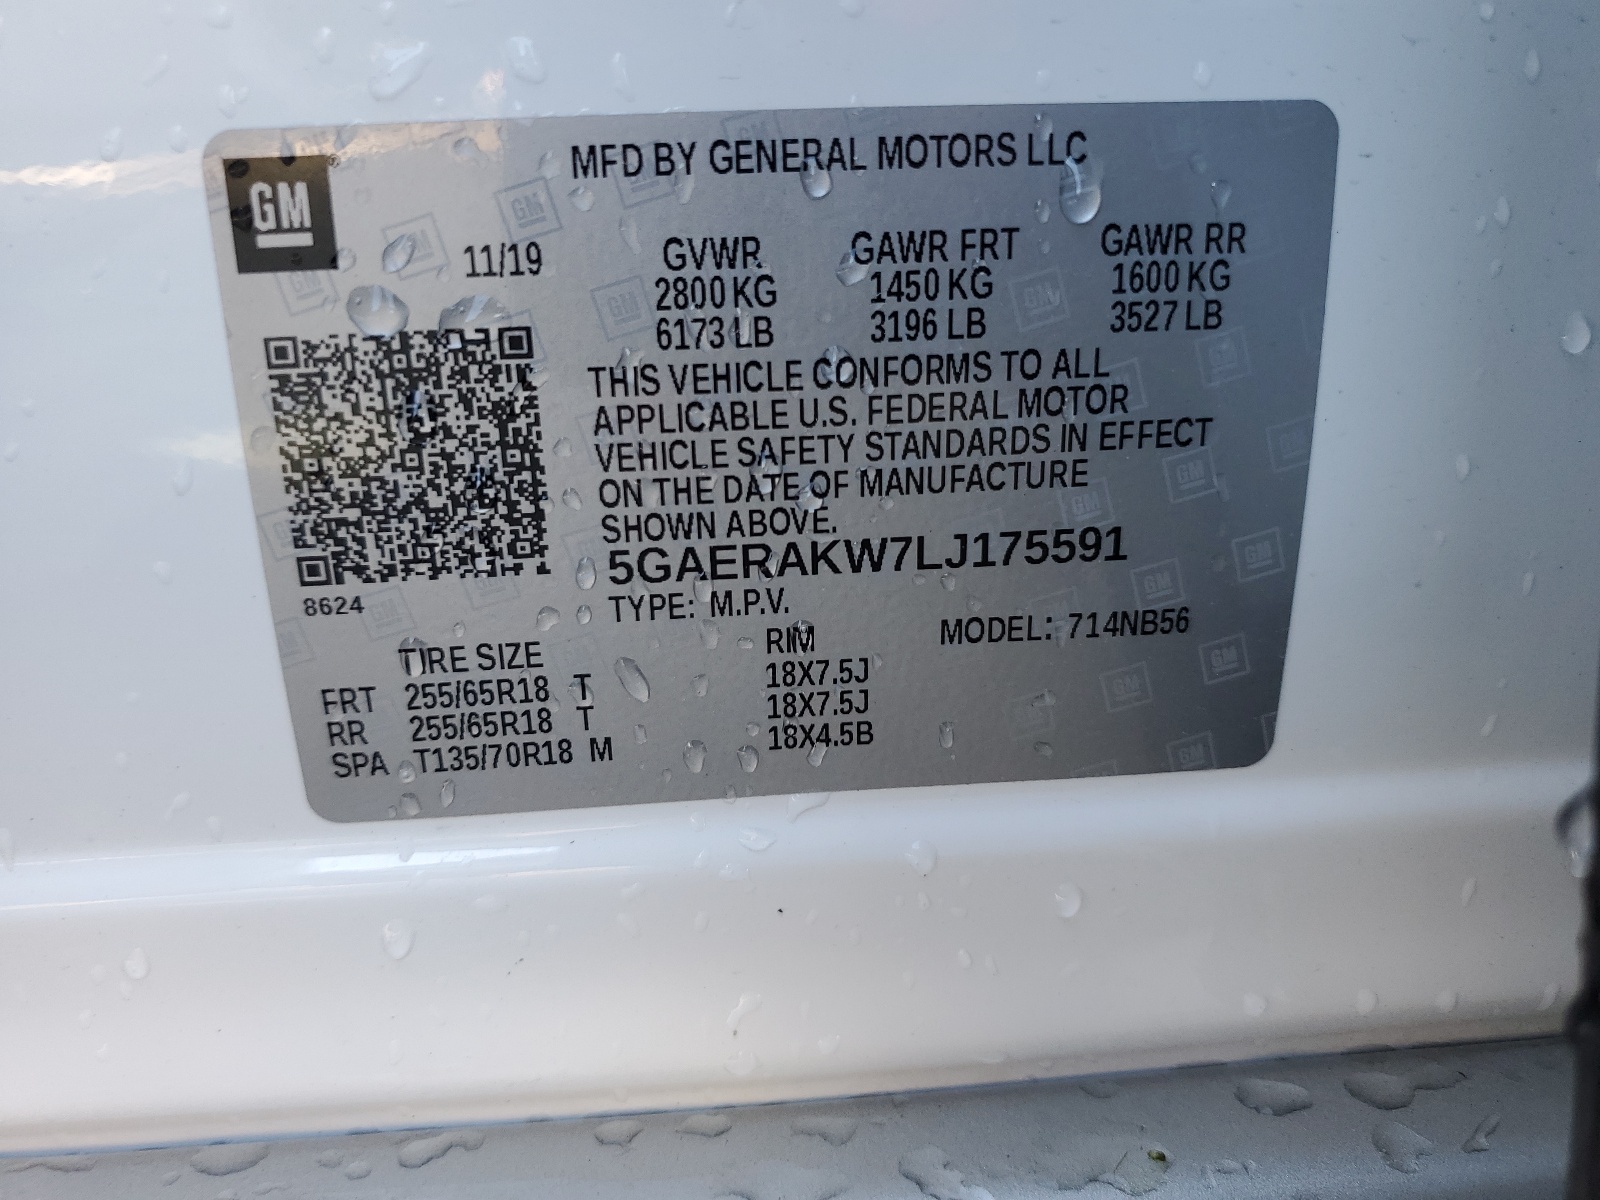 MFD BY GENERAL MOTORS LLC
GM
11/19
GVWR GAWR FRT GAWR RR
2800 KG 1450 KG 1600 KG
6173 LB 3196 LB 3527 LB
THIS VEHICLE CONFORMS TO ALL
APPLICABLE U.S. FEDERAL MOTOR
VEHICLE SAFETY STANDARDS IN EFFECT
ON THE DATE OF MANUFACTURE
SHOWN ABOVE.
5GAERAKW7LJ175591
8624
TYPE: M.P.V. MODEL: 714NB56
TIRE SIZE RIM
FRT 255/65R18 T 18X7.5J
RR 255/65R18 T 18X7.5J
SPA T135/70R18 M 18X4.5B